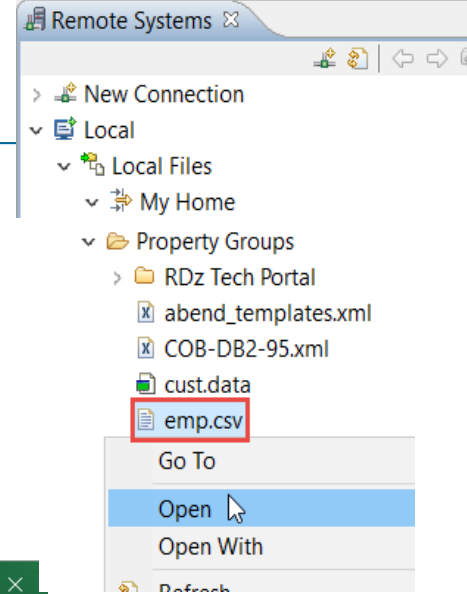 Remote Systems
New Connection
Local
Local Files
My Home
Property Groups
RDz Tech Portal
abend_templates.xml
COB-DB2-95.xml
cust.data
emp.csv
Go To
Open
Open With
Refresh